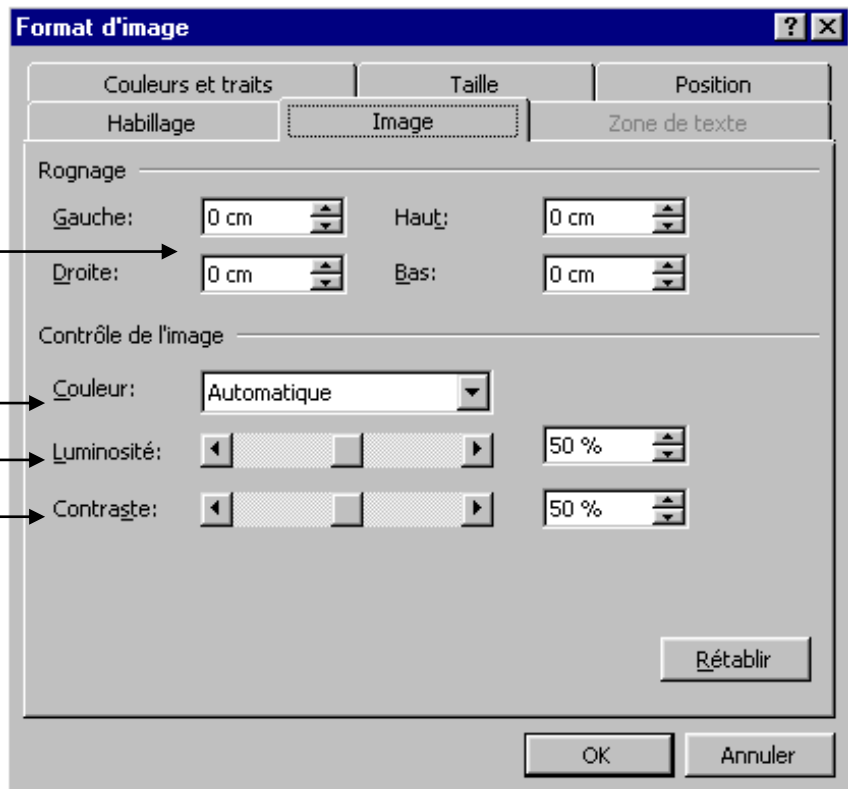 Format d'image
Couleurs et traits Taille Position
Habillage Image Zone de texte
Rognage
Gauche: 0 cm Haut: 0 cm
Droite: 0 cm Bas: 0 cm
Contrôle de l'image
Couleur: Automatique
Luminosité: 50 %
Contraste: 50 %
Rétablir
OK Annuler